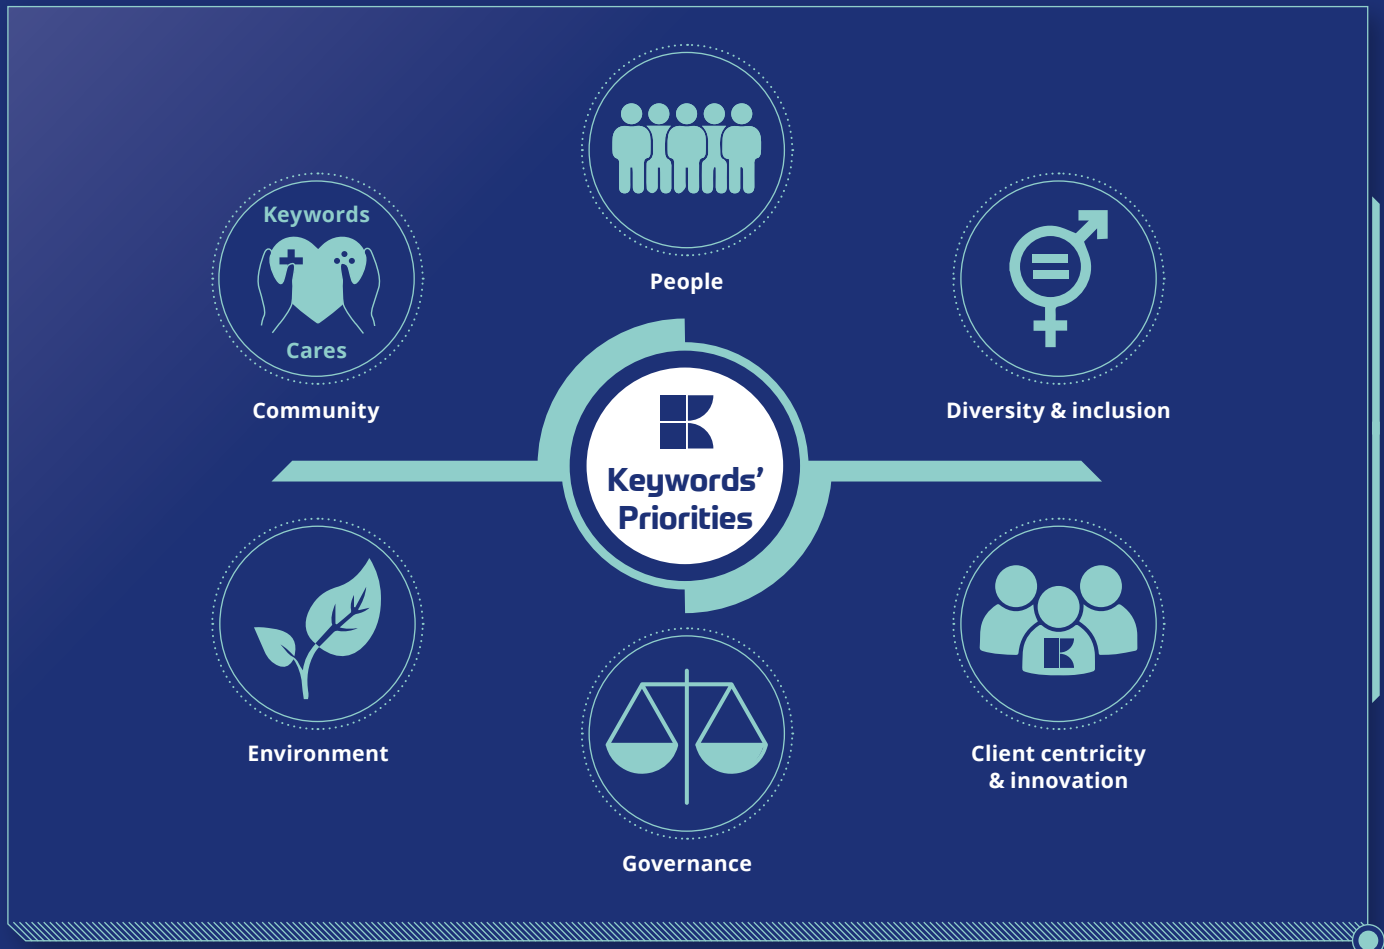 People
Keywords
Cares
Community
Diversity & inclusion
Keywords’
Priorities
Environment
Client centricity
& innovation
Governance